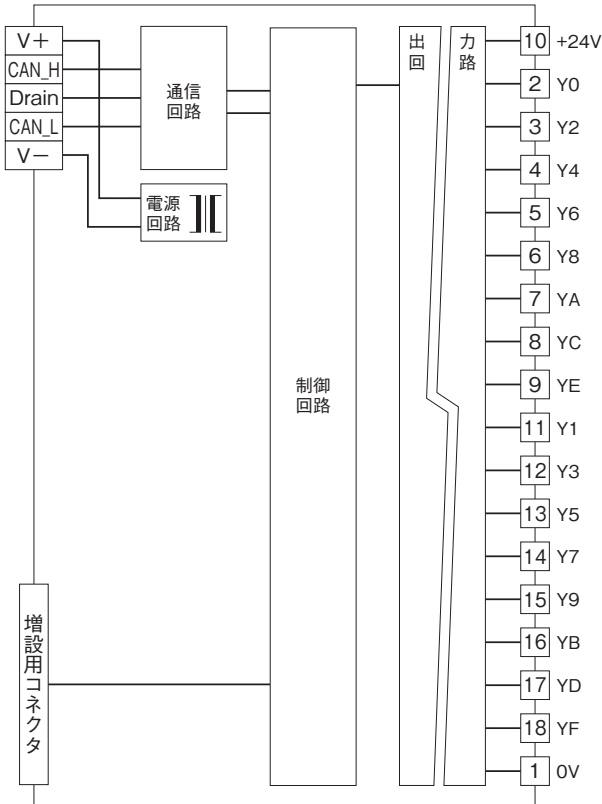 V+
CAN_H
Drain
CAN_L
V−
通信
回路
電源
回路
制御
回路
増設用コネクタ
出力
回路
10 +24V
2 Y0
3 Y2
4 Y4
5 Y6
6 Y8
7 YA
8 YC
9 YE
11 Y1
12 Y3
13 Y5
14 Y7
15 Y9
16 YB
17 YD
18 YF
1 0V